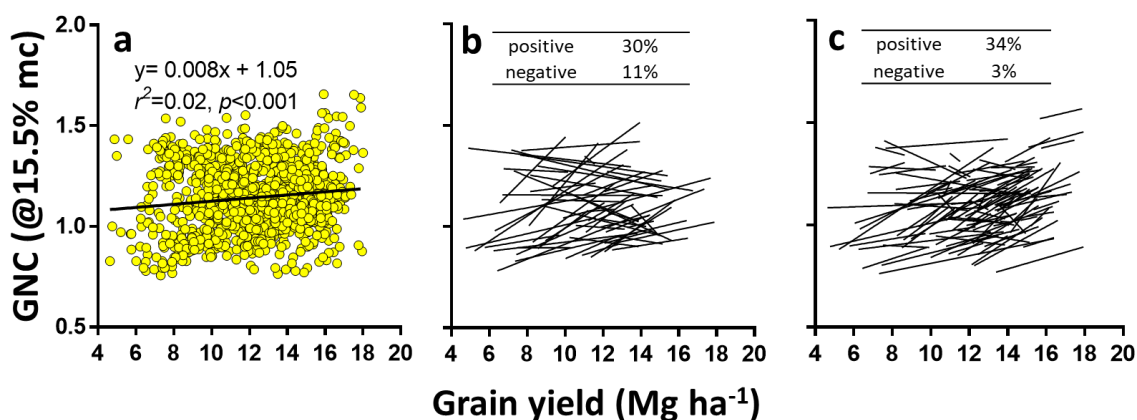 GNC (@15.5% mc)
2.0
1.5
1.0
0.5
a
y= 0.008x + 1.05
r²=0.02, p<0.001
4 6 8 10 12 14 16 18 20
b
positive 30%
negative 11%
4 6 8 10 12 14 16 18 20
c
positive 34%
negative 3%
4 6 8 10 12 14 16 18 20
Grain yield (Mg ha⁻¹)